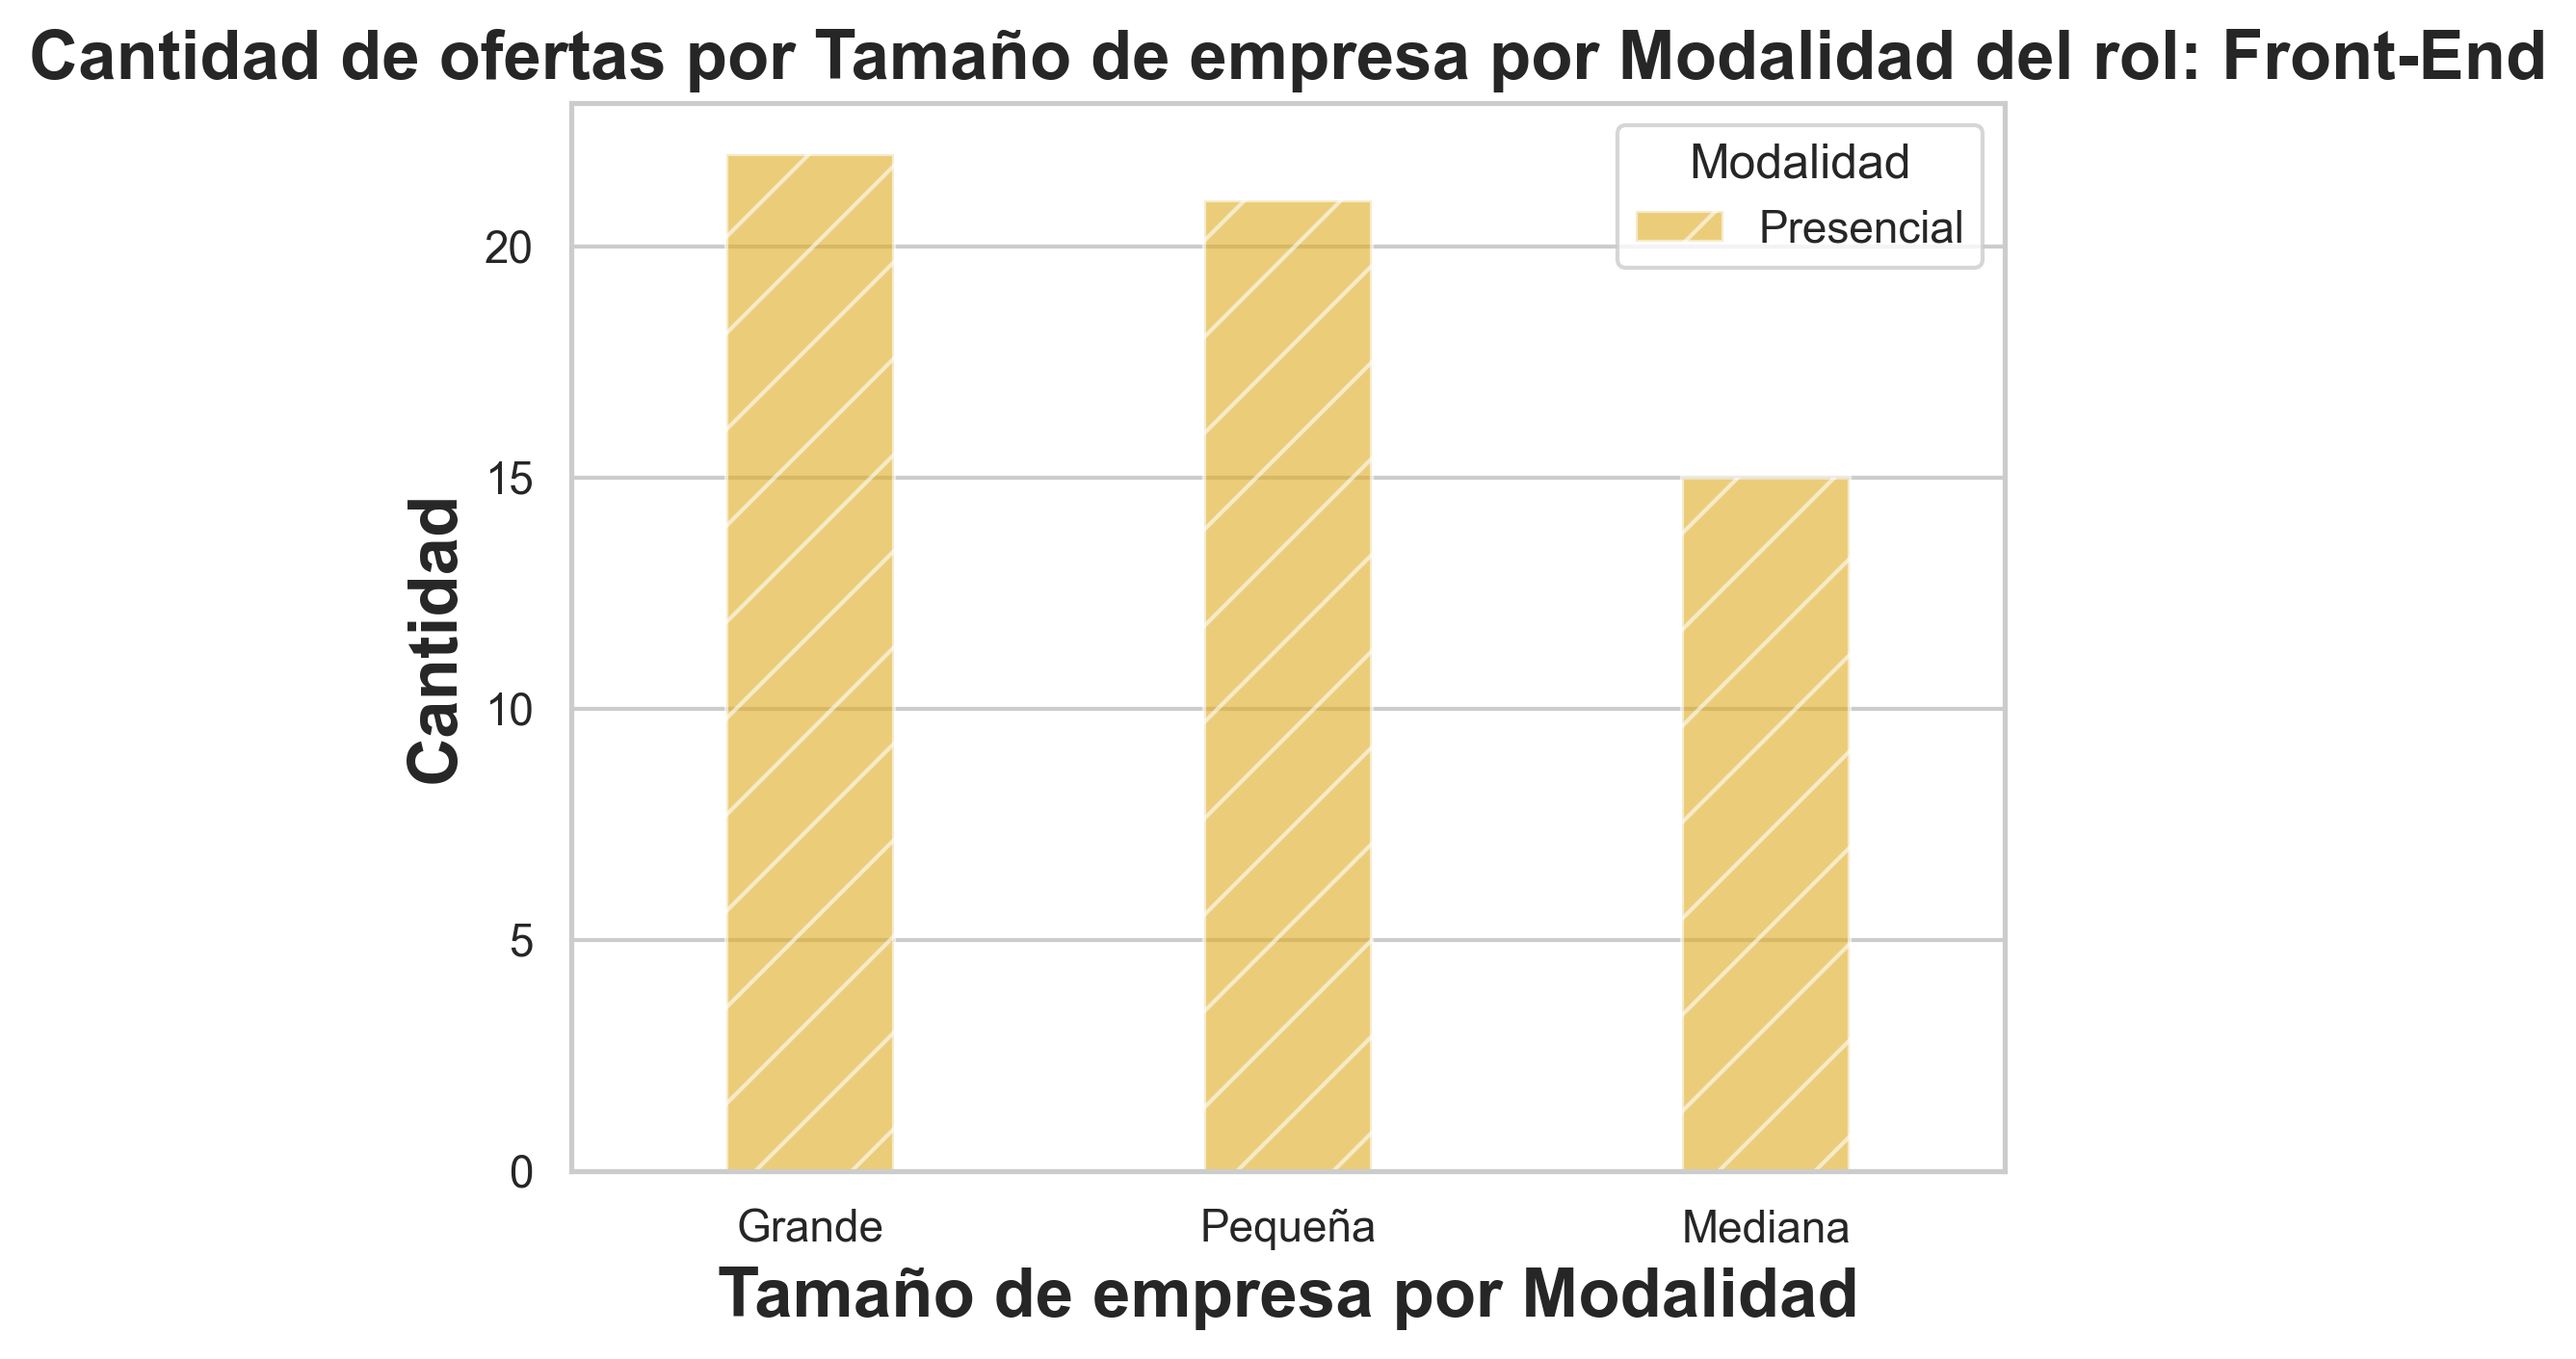 Cantidad de ofertas por Tamaño de empresa por Modalidad del rol: Front-End
Modalidad
Presencial
Cantidad
20
15
10
5
0
Grande
Pequeña
Mediana
Tamaño de empresa por Modalidad